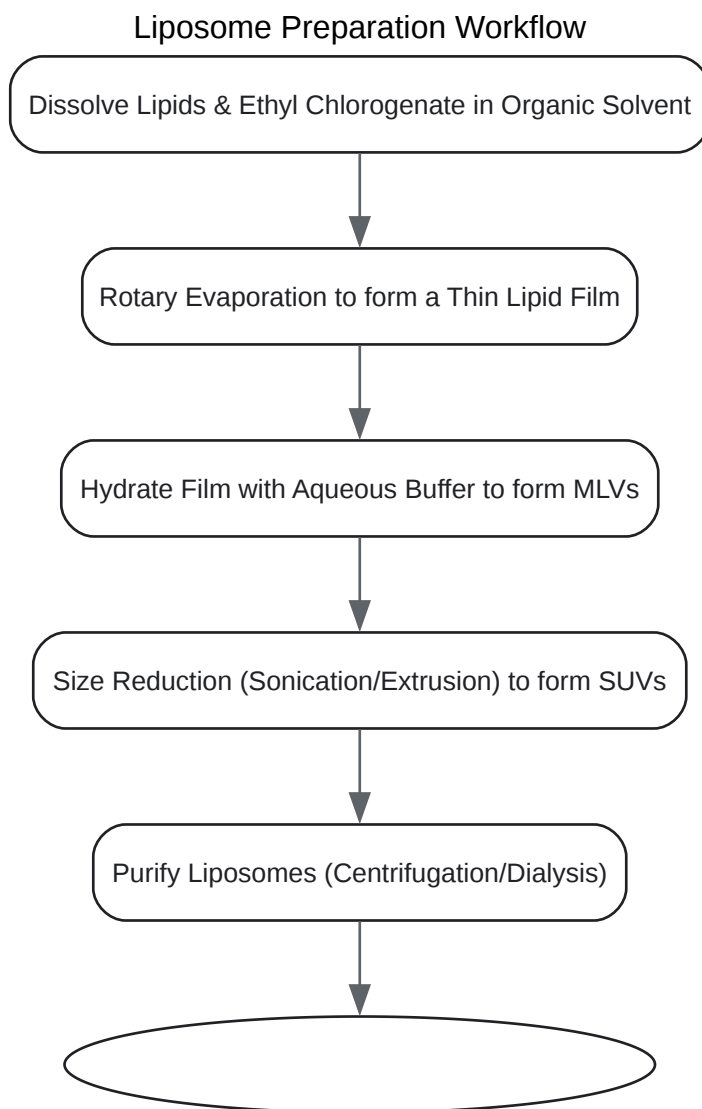 Liposome Preparation Workflow
Dissolve Lipids & Ethyl Chlorogenate in Organic Solvent
Rotary Evaporation to form a Thin Lipid Film
Hydrate Film with Aqueous Buffer to form MLVs
Size Reduction (Sonication/Extrusion) to form SUVs
Purify Liposomes (Centrifugation/Dialysis)